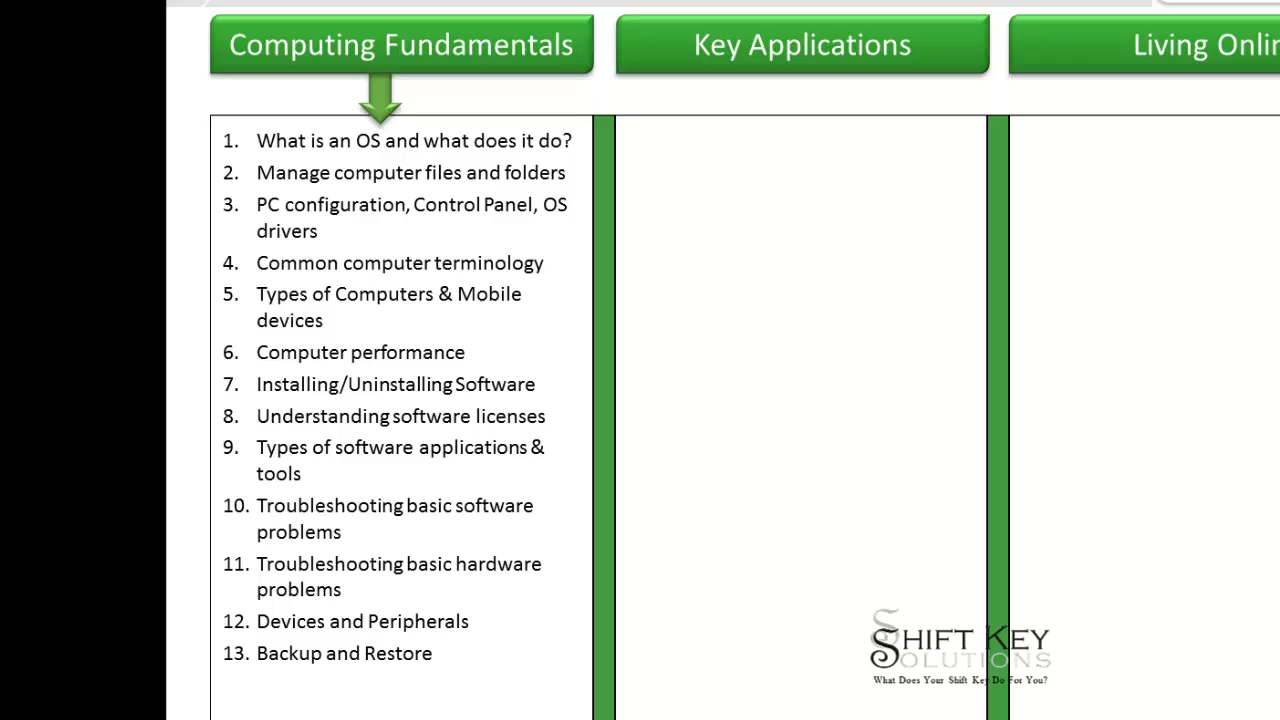 Computing Fundamentals
Key Applications
Living
1. What is an OS and what does it do?
2. Manage computer files and folders
3. PC configuration, Control Panel, OS
drivers
4. Common computer terminology
5. Types of Computers & Mobile
devices
6. Computer performance
7. Installing/Uninstalling Software
8. Understanding software licenses
9. Types of software applications &
tools
10. Troubleshooting basic software
problems
11. Troubleshooting basic hardware
problems
12. Devices and Peripherals
13. Backup and Restore
SHIFT KEY
SOLUTIONS
What Does Your Shift Key Do For You?